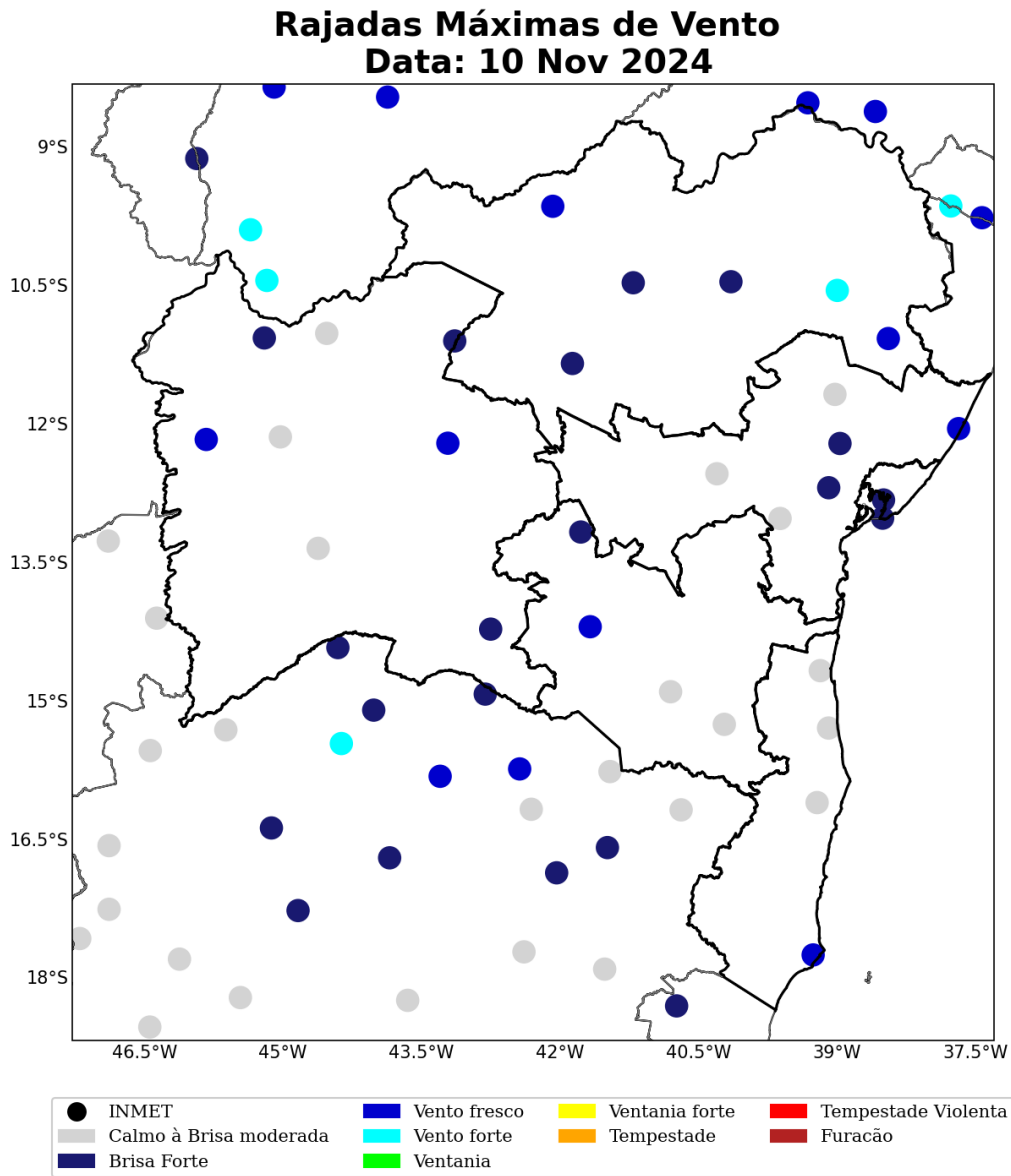 Rajadas Máximas de Vento
Data: 10 Nov 2024
9°S
10.5°S
12°S
13.5°S
15°S
16.5°S
18°S
46.5°W 45°W 43.5°W 42°W 40.5°W 39°W 37.5°W
INMET Vento fresco Ventania forte Tempestade Violenta
Calmo à Brisa moderada Vento forte Tempestade Furacão
Brisa Forte Ventania